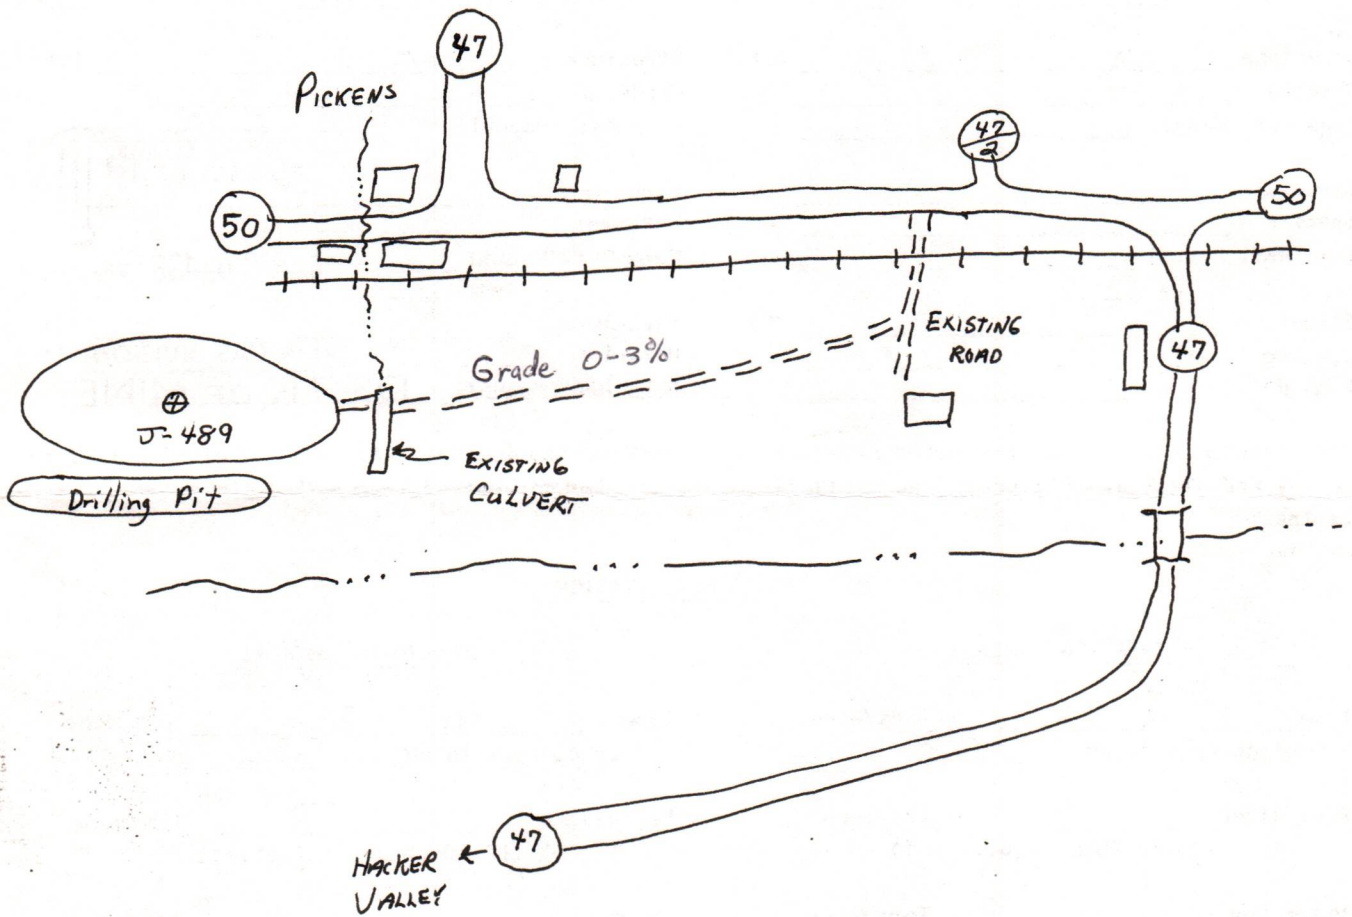 47
PICKENS
47/2
50
50
EXISTING
ROAD
47
Grade 0-3%
J-489
EXISTING
CULVERT
Drilling Pit
47
HACKER
VALLEY